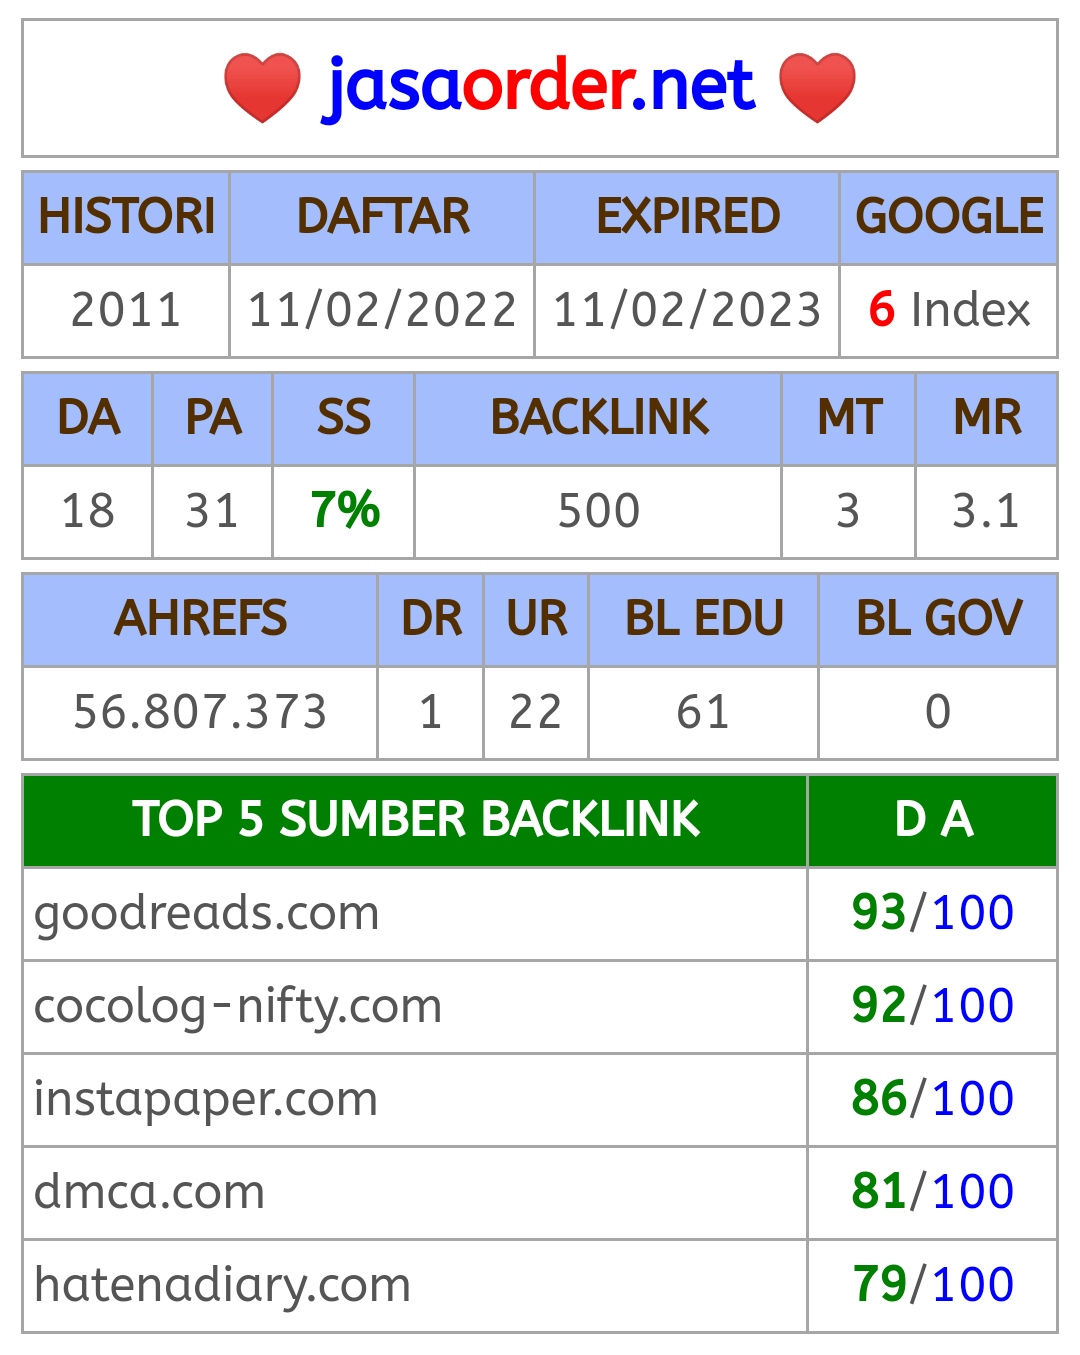 jasaorder.net
HISTORI DAFTAR EXPIRED GOOGLE
2011 11/02/2022 11/02/2023 6 Index
DA PA SS BACKLINK MT MR
18 31 7% 500 3 3.1
AHREFS DR UR BL EDU BL GOV
56.807.373 1 22 61 0
TOP 5 SUMBER BACKLINK D A
goodreads.com 93/100
cocolog-nifty.com 92/100
instapaper.com 86/100
dmca.com 81/100
hatenadiary.com 79/100